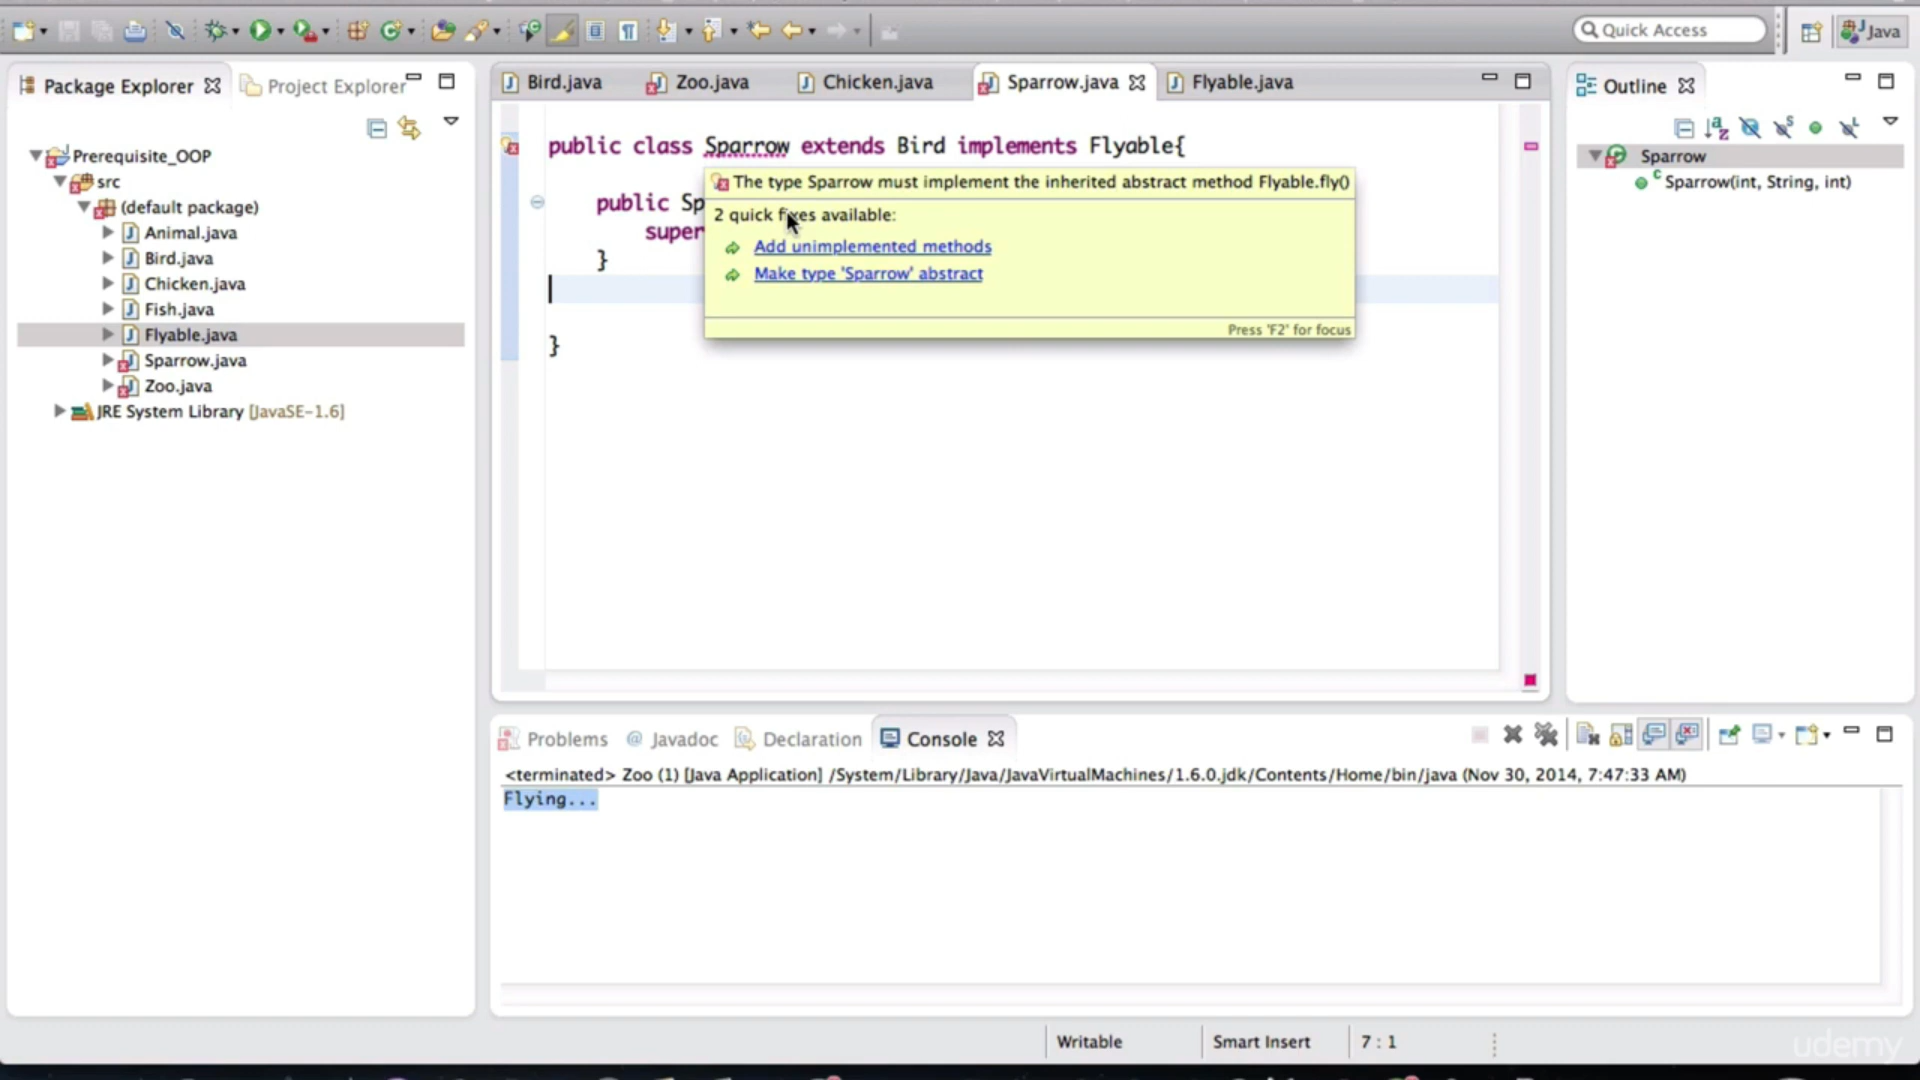 Quick Access
Java
Package Explorer
Project Explorer
Prerequisite_OOP
src
(default package)
Animal.java
Bird.java
Chicken.java
Fish.java
Flyable.java
Sparrow.java
Zoo.java
JRE System Library [JavaSE-1.6]
Bird.java
Zoo.java
Chicken.java
Sparrow.java
Flyable.java
public class Sparrow extends Bird implements Flyable{
public Sp
super
}
}
The type Sparrow must implement the inherited abstract method Flyable.fly()
2 quick fixes available:
Add unimplemented methods
Make type 'Sparrow' abstract
Press 'F2' for focus
Outline
Sparrow
Sparrow(int, String, int)
Problems
@ Javadoc
Declaration
Console
<terminated> Zoo (1) [Java Application] /System/Library/Java/JavaVirtualMachines/1.6.0.jdk/Contents/Home/bin/java (Nov 30, 2014, 7:47:33 AM)
Flying...
Writable
Smart Insert
7 : 1
udemy